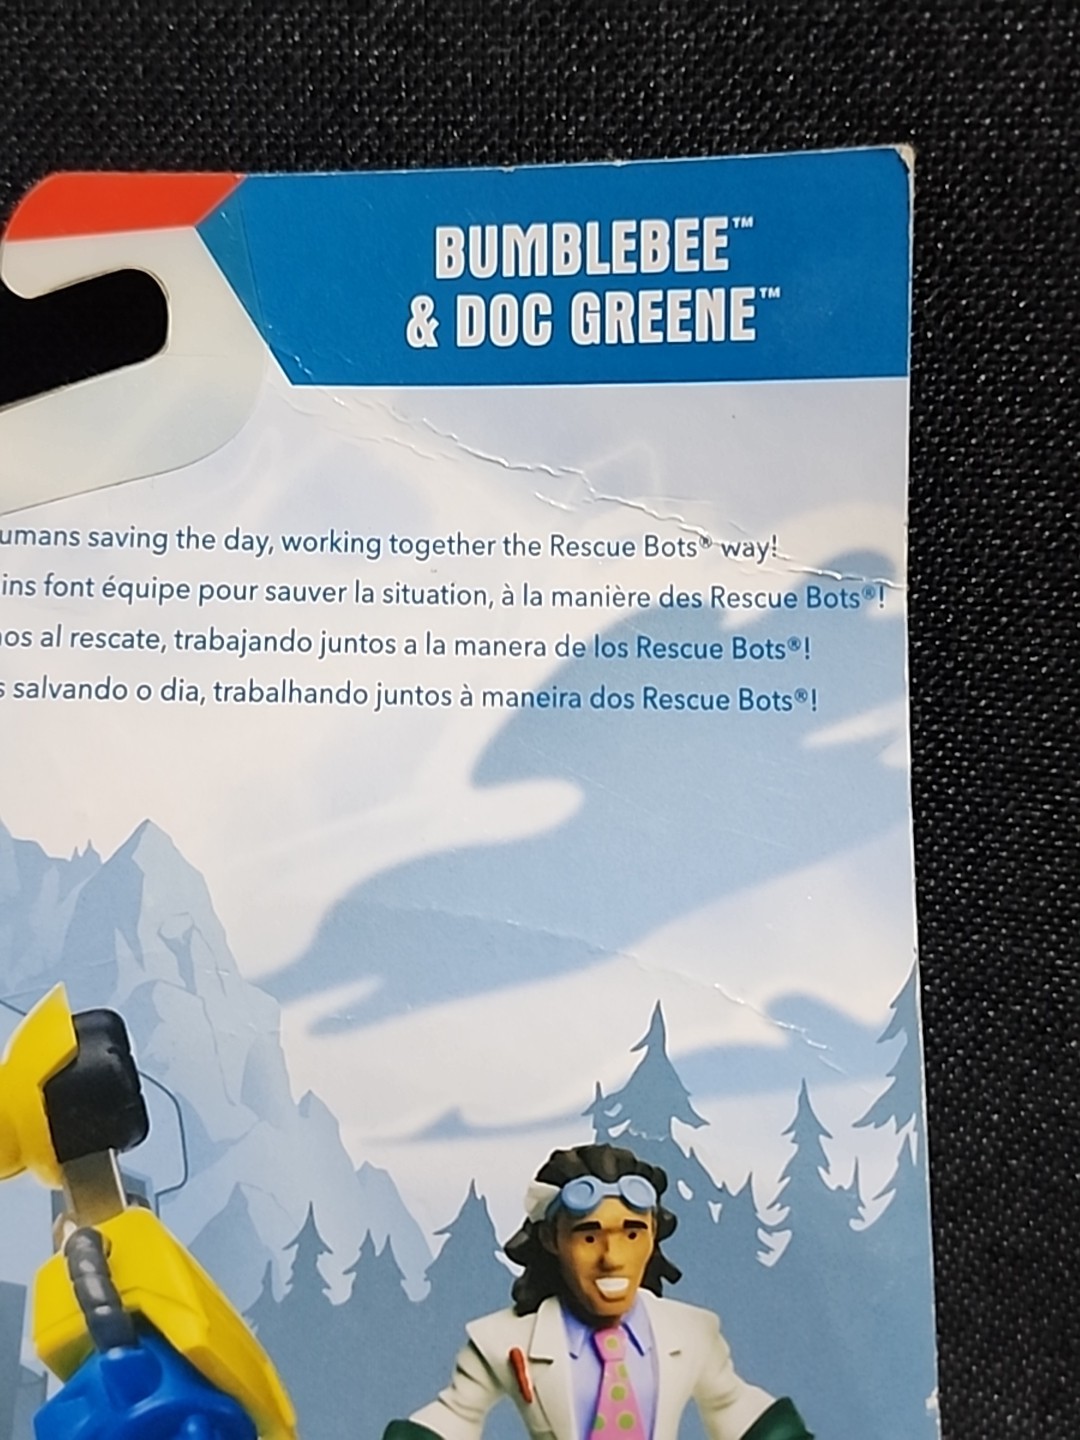 BUMBLEBEE™
& DOC GREENE™
umans saving the day, working together the Rescue Bots® way!
ins font équipe pour sauver la situation, à la manière des Rescue Bots®!
os al rescate, trabajando juntos a la manera de los Rescue Bots®!
s salvando o dia, trabalhando juntos à maneira dos Rescue Bots®!